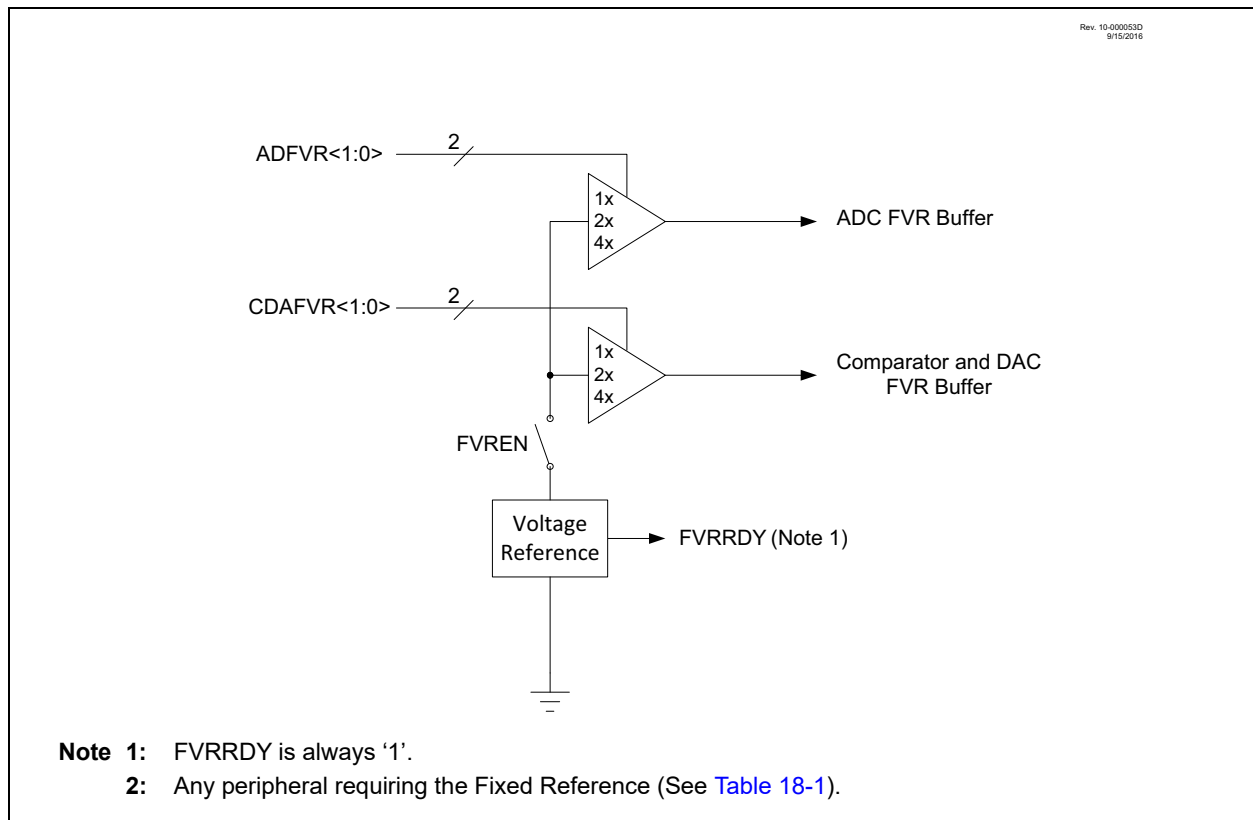 Rev. 10-000053D
9/15/2016
2
ADFVR<1:0>
1x
2x
4x
ADC FVR Buffer
2
CDAFVR<1:0>
1x
2x
4x
Comparator and DAC
FVR Buffer
FVREN
Voltage
Reference
FVRRDY (Note 1)
Note 1: FVRRDY is always ‘1’.
2: Any peripheral requiring the Fixed Reference (See Table 18-1).